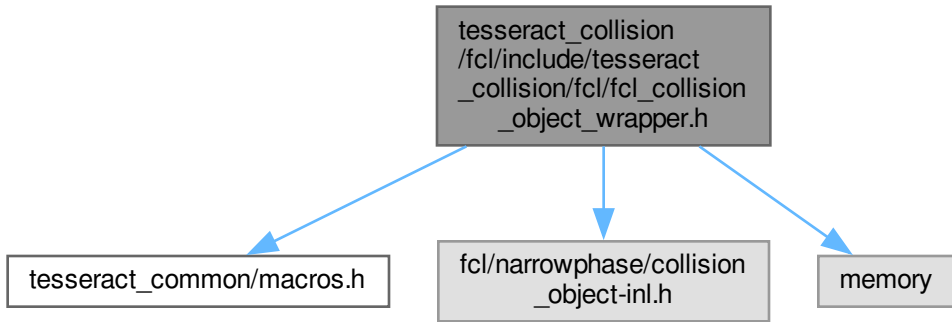 tesseract_collision
/fcl/include/tesseract
_collision/fcl/fcl_collision
_object_wrapper.h
tesseract_common/macros.h
fcl/narrowphase/collision
_object-inl.h
memory